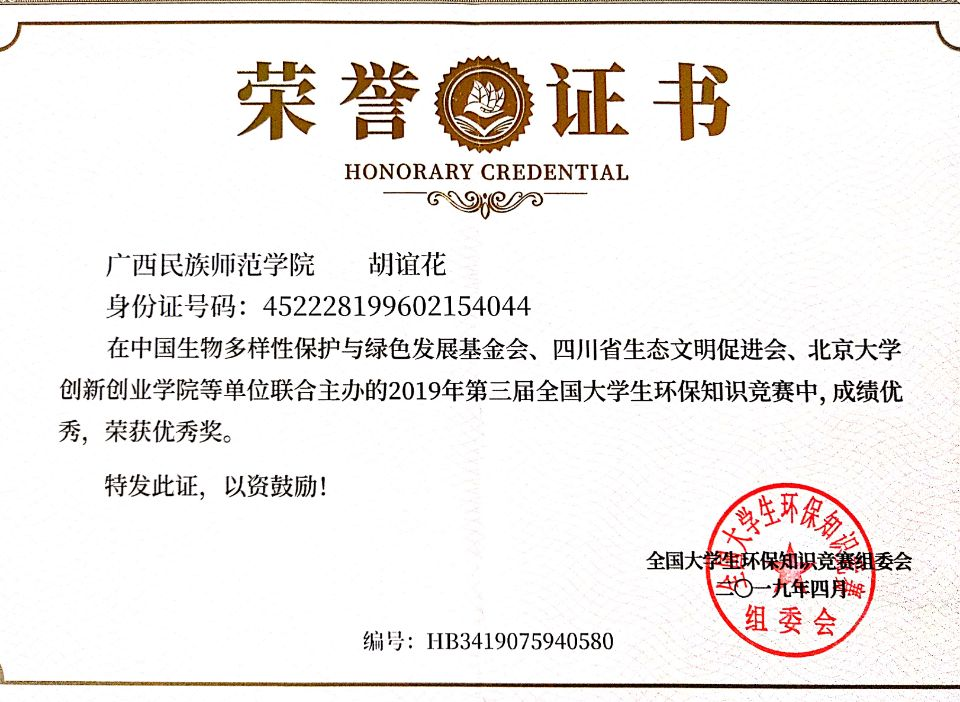 荣誉证书
HONORARY CREDENTIAL
广西民族师范学院 胡谊花
身份证号码：452228199602154044
在中国生物多样性保护与绿色发展基金会、四川省生态文明促进会、北京大学
创新创业学院等单位联合主办的2019年第三届全国大学生环保知识竞赛中，成绩优
秀，荣获优秀奖。
特发此证，以资鼓励！
全国大学生环保知识竞赛组委会
二〇一九年四月
全国大学生环保知识竞赛
组委会
编号：HB3419075940580